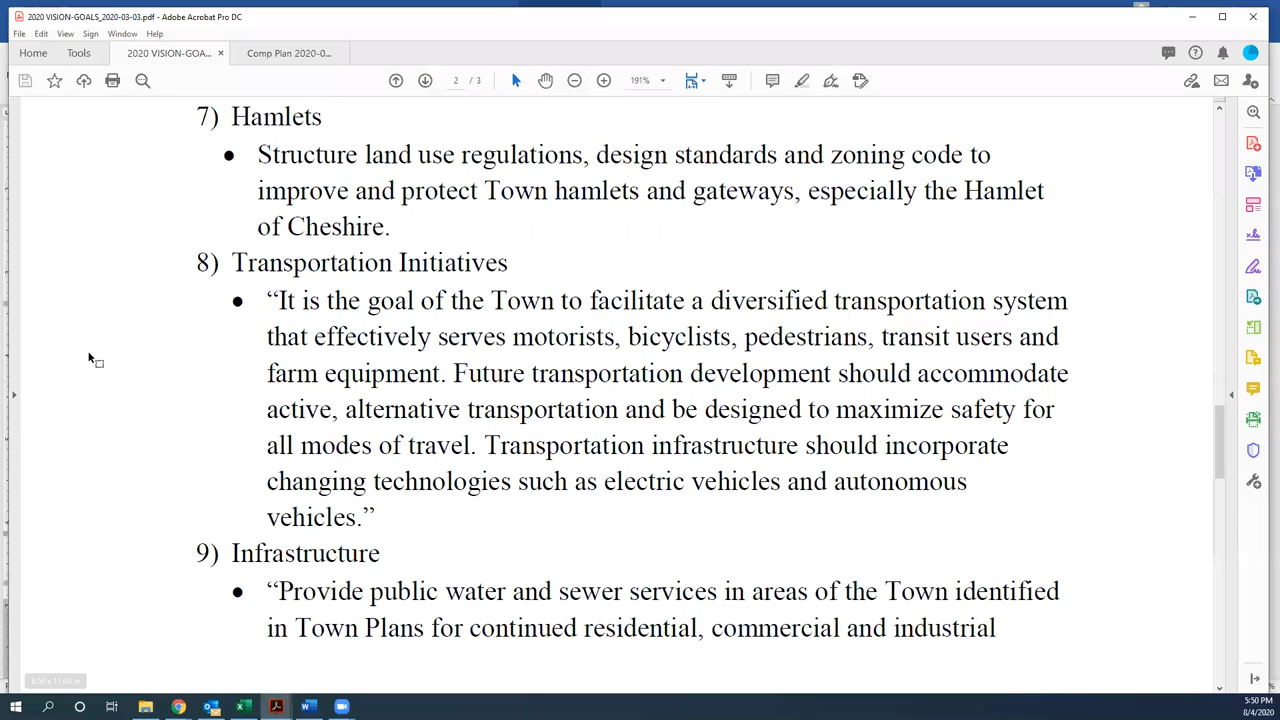 2020 VISION-GOALS_2020-03-03.pdf - Adobe Acrobat Pro DC
File Edit View Sign Window Help
Home Tools 2020 VISION-GOA... × Comp Plan 2020-0...
2 / 3 191%
7) Hamlets
• Structure land use regulations, design standards and zoning code to
improve and protect Town hamlets and gateways, especially the Hamlet
of Cheshire.
8) Transportation Initiatives
• “It is the goal of the Town to facilitate a diversified transportation system
that effectively serves motorists, bicyclists, pedestrians, transit users and
farm equipment. Future transportation development should accommodate
active, alternative transportation and be designed to maximize safety for
all modes of travel. Transportation infrastructure should incorporate
changing technologies such as electric vehicles and autonomous
vehicles.”
9) Infrastructure
• “Provide public water and sewer services in areas of the Town identified
in Town Plans for continued residential, commercial and industrial
8.50 x 11.00 in
5:50 PM
8/4/2020